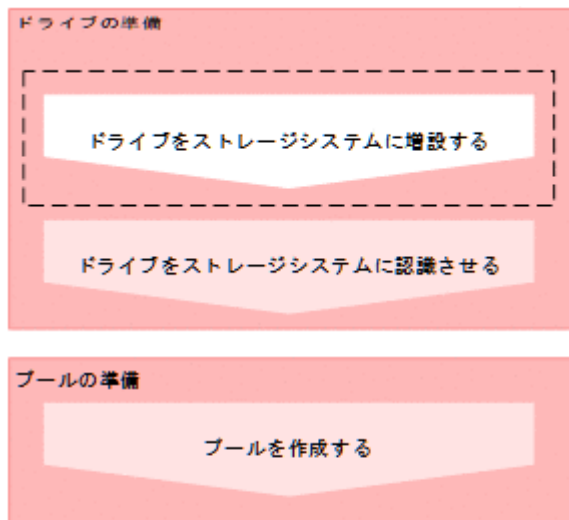 ドライブの準備
ドライブをストレージシステムに増設する
ドライブをストレージシステムに認識させる
プールの準備
プールを作成する